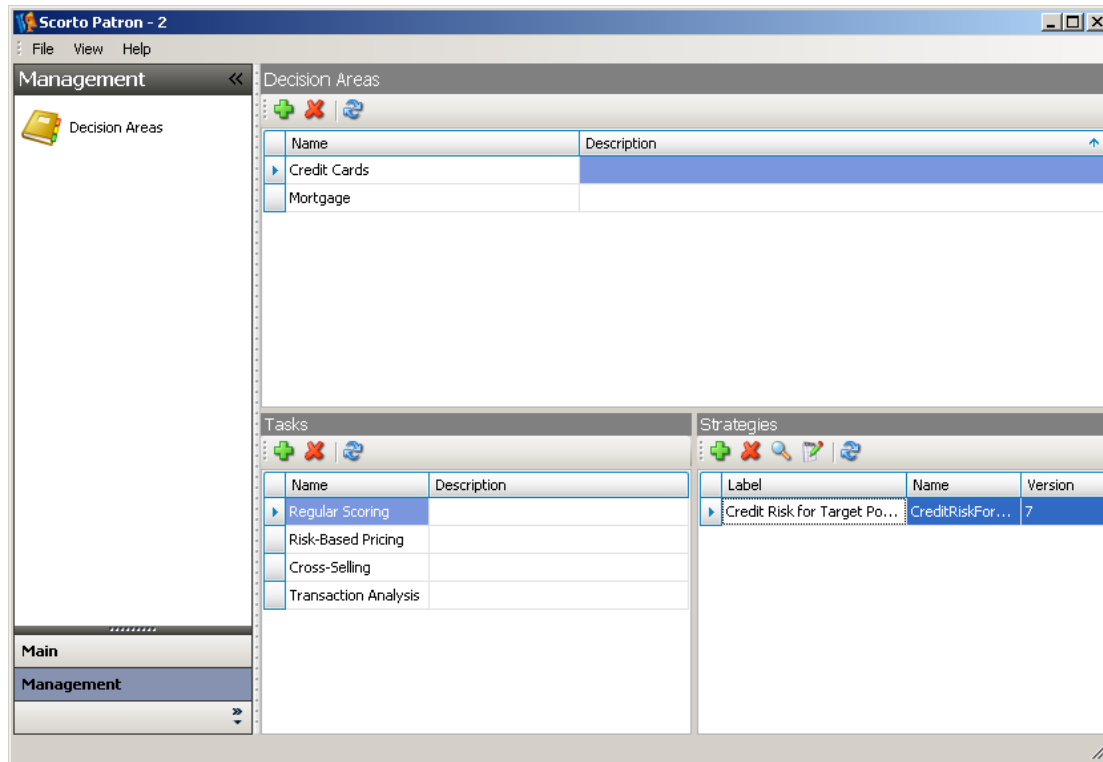 Scorto Patron - 2
File View Help
Management
Decision Areas
Main
Management
Decision Areas
Name Description
Credit Cards
Mortgage
Tasks
Name Description
Regular Scoring
Risk-Based Pricing
Cross-Selling
Transaction Analysis
Strategies
Label Name Version
Credit Risk for Target Po... CreditRiskFor... 7